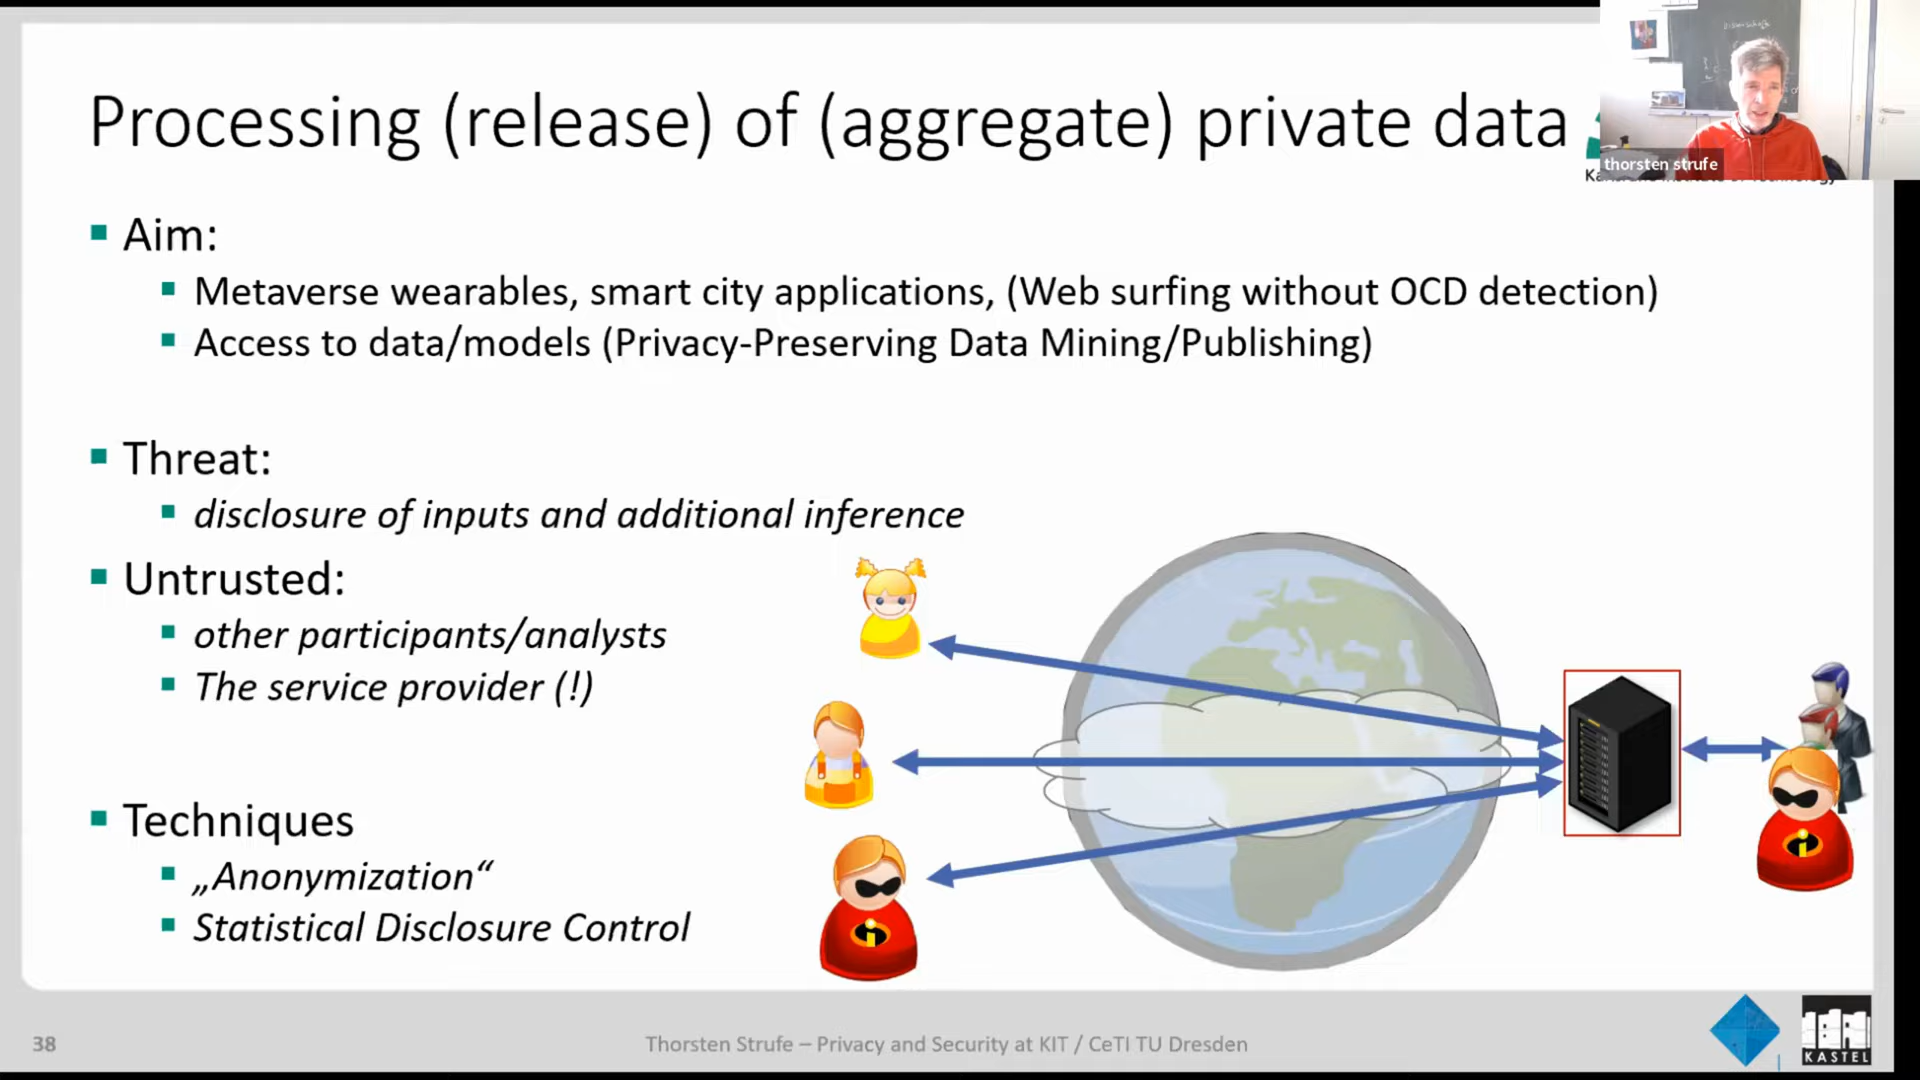 Processing (release) of (aggregate) private data
thorsten strufe
Aim:
Metaverse wearables, smart city applications, (Web surfing without OCD detection)
Access to data/models (Privacy-Preserving Data Mining/Publishing)
Threat:
disclosure of inputs and additional inference
Untrusted:
other participants/analysts
The service provider (!)
Techniques
„Anonymization“
Statistical Disclosure Control
38
Thorsten Strufe – Privacy and Security at KIT / CeTI TU Dresden
KASTEL